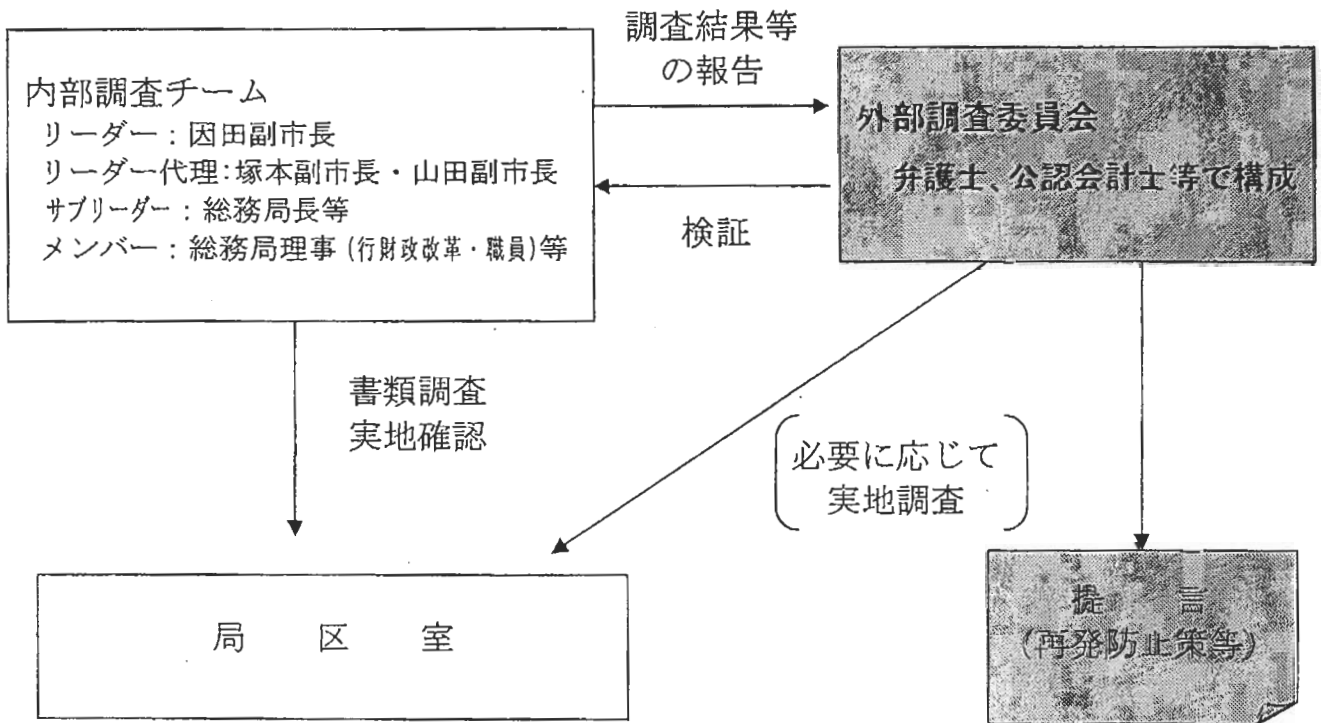 調査結果等
の報告
内部調査チーム
リーダー：因田副市長
リーダー代理：塚本副市長・山田副市長
サブリーダー：総務局長等
メンバー：総務局理事（行財政改革・職員）等
外部調査委員会
弁護士、公認会計士等で構成
検証
書類調査
実地確認
必要に応じて
実地調査
局　区　室
提　言
（再発防止策等）